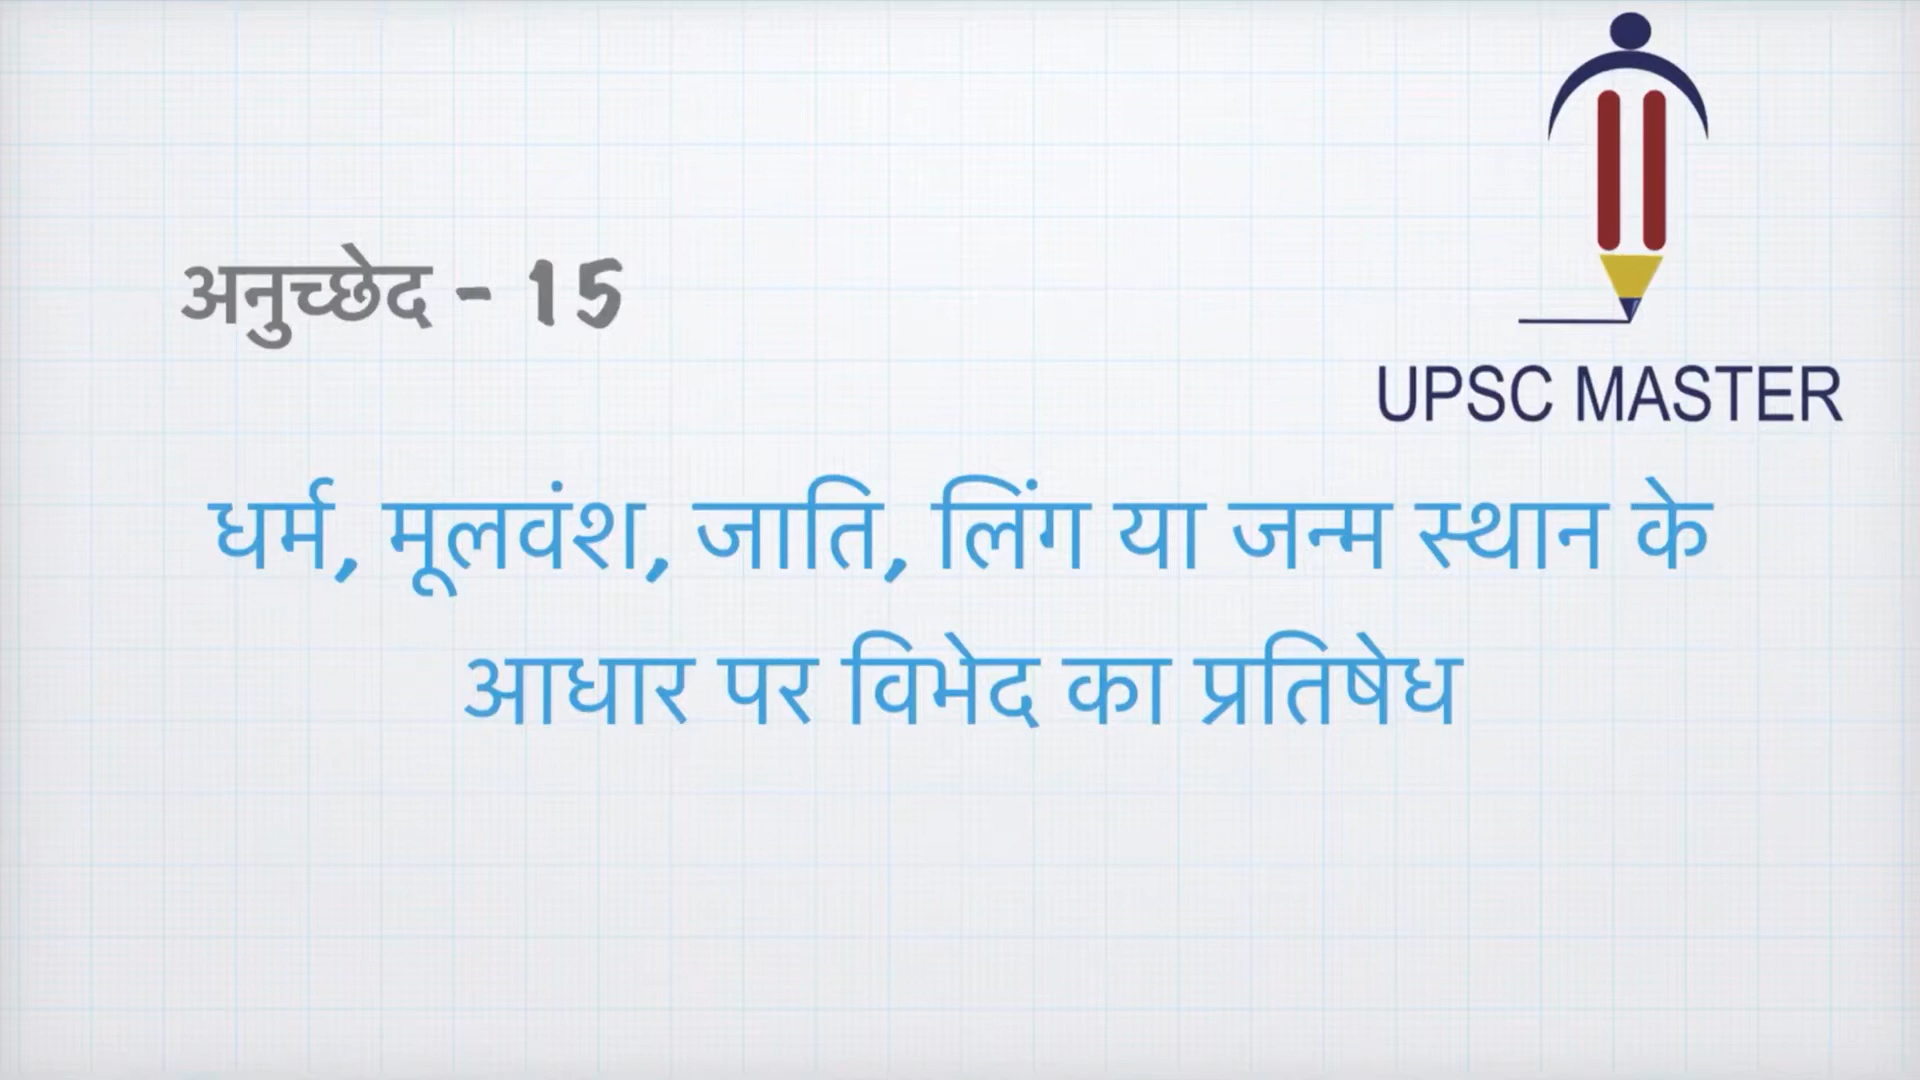 अनुच्छेद - 15
UPSC MASTER
धर्म, मूलवंश, जाति, लिंग या जन्म स्थान के
आधार पर विभेद का प्रतिषेध